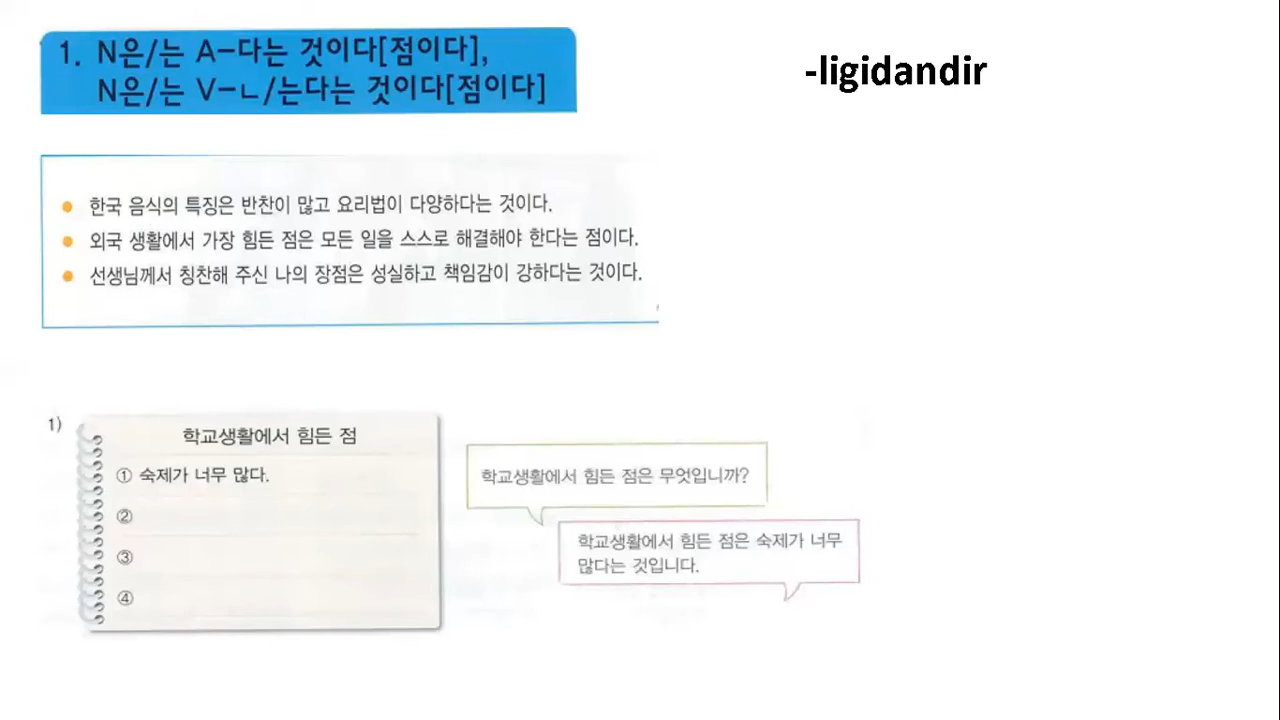 1. N은/는 A-다는 것이다[점이다],
N은/는 V-ㄴ/는다는 것이다[점이다]
-ligidandir
• 한국 음식의 특징은 반찬이 많고 요리법이 다양하다는 것이다.
• 외국 생활에서 가장 힘든 점은 모든 일을 스스로 해결해야 한다는 점이다.
• 선생님께서 칭찬해 주신 나의 장점은 성실하고 책임감이 강하다는 것이다.
1)
학교생활에서 힘든 점
① 숙제가 너무 많다.
②
③
④
학교생활에서 힘든 점은 무엇입니까?
학교생활에서 힘든 점은 숙제가 너무
많다는 것입니다.